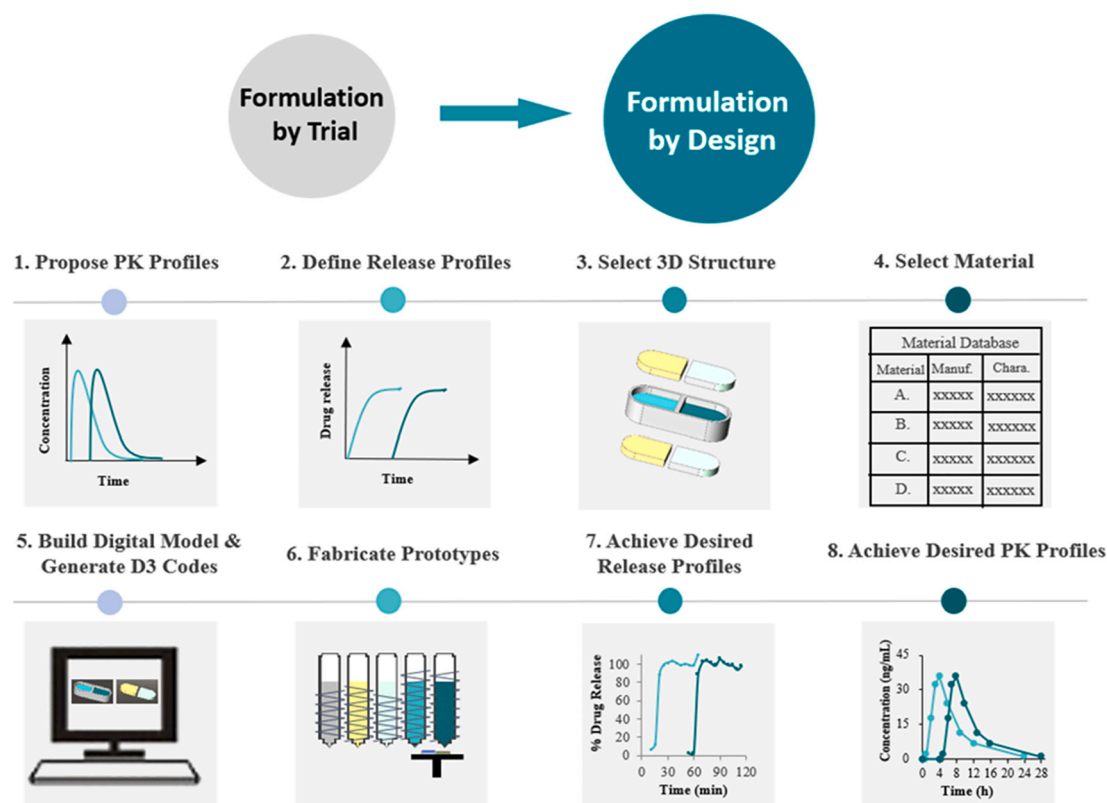 Formulation
by Trial
Formulation
by Design
1. Propose PK Profiles
2. Define Release Profiles
3. Select 3D Structure
4. Select Material
Concentration
Time
Drug release
Time
Material Database
Material Manuf. Chara.
A. xxxxx xxxxxx
B. xxxxx xxxxxx
C. xxxxx xxxxxx
D. xxxxx xxxxxx
5. Build Digital Model &
Generate D3 Codes
6. Fabricate Prototypes
7. Achieve Desired
Release Profiles
8. Achieve Desired PK Profiles
% Drug Release
100
80
60
40
20
0
0 30 60 90 120
Time (min)
Concentration (ng/mL)
45
30
15
0
0 4 8 12 16 20 24 28
Time (h)